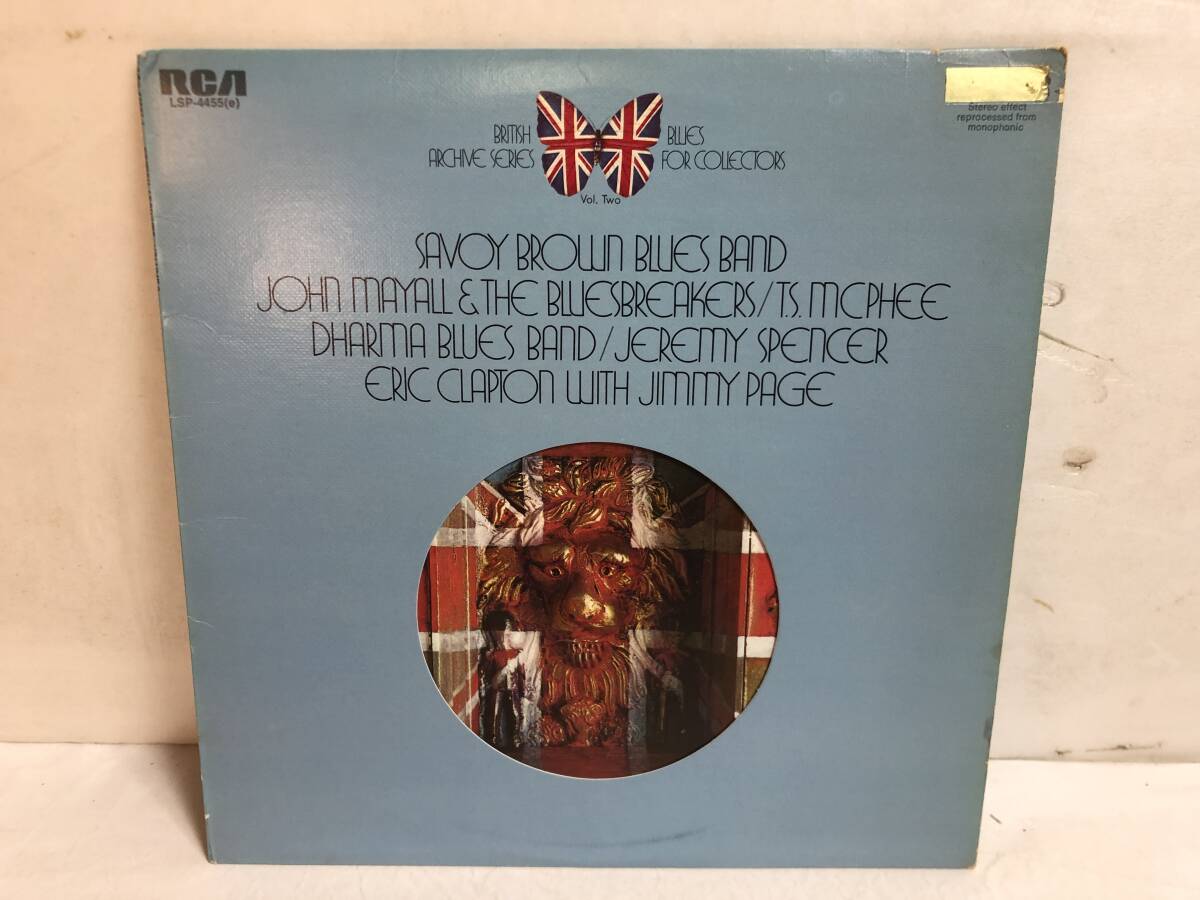 RCA
LSP-4455(e)
Stereo effect
reprocessed from
monophonic
BRITISH BLUES
ARCHIVE SERIES FOR COLLECTORS
Vol. Two
SAVOY BROWN BLUES BAND
JOHN MAYALL & THE BLUESBREAKERS/T.S. MCPHEE
DHARMA BLUES BAND/JEREMY SPENCER
ERIC CLAPTON WITH JIMMY PAGE